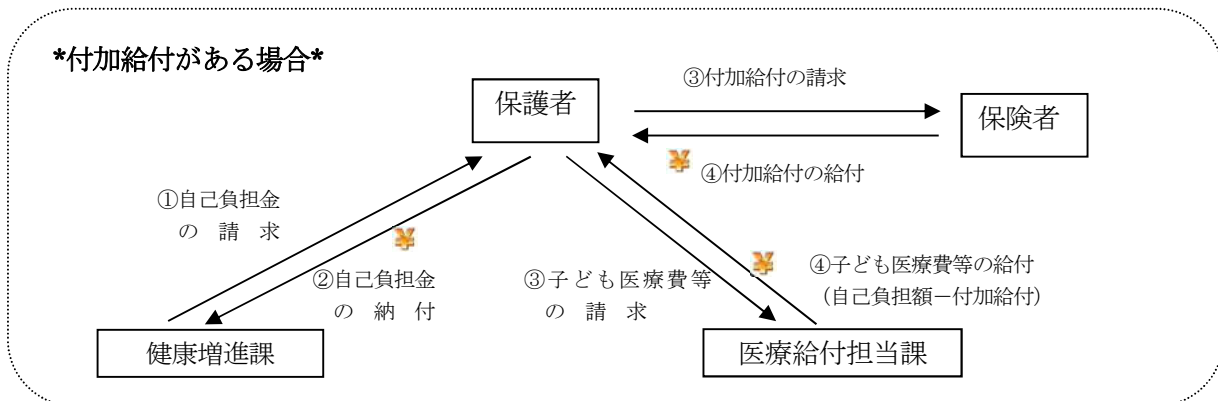 *付加給付がある場合*
保護者
③付加給付の請求
保険者
¥
④付加給付の給付
①自己負担金
の 請 求
¥
②自己負担金
の 納 付
③子ども医療費等
の 請 求
¥
④子ども医療費等の給付
(自己負担額－付加給付)
健康増進課
医療給付担当課